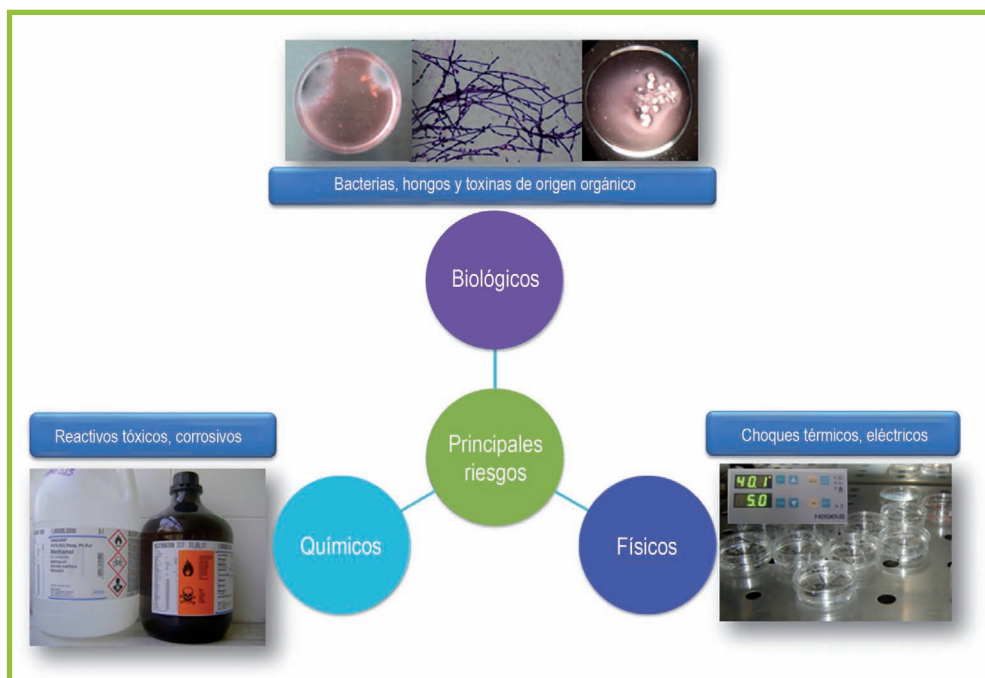 Bacterias, hongos y toxinas de origen orgánico
Biológicos
Principales
riesgos
Reactivos tóxicos, corrosivos
Químicos
Choques térmicos, eléctricos
Físicos
Methanol
40.1°
5.0
Heraeus